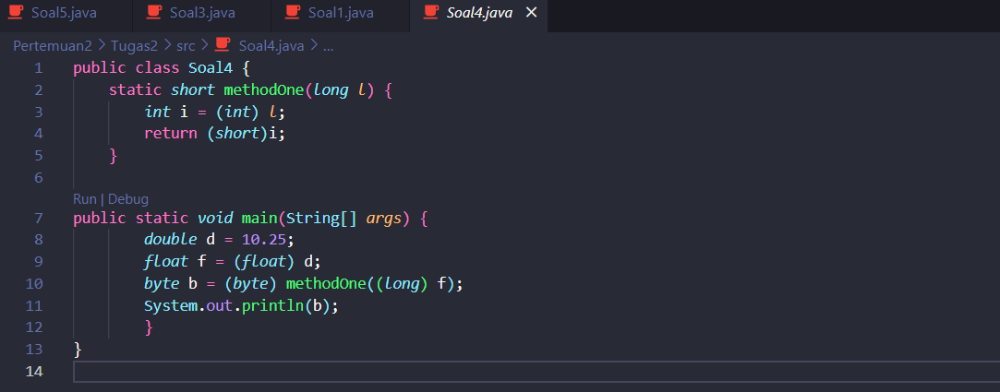 Soal5.java Soal3.java Soal1.java Soal4.java ×
Pertemuan2 > Tugas2 > src > Soal4.java > ...
1 public class Soal4 {
2 static short methodOne(long l) {
3 int i = (int) l;
4 return (short)i;
5 }
6
Run | Debug
7 public static void main(String[] args) {
8 double d = 10.25;
9 float f = (float) d;
10 byte b = (byte) methodOne((long) f);
11 System.out.println(b);
12 }
13 }
14